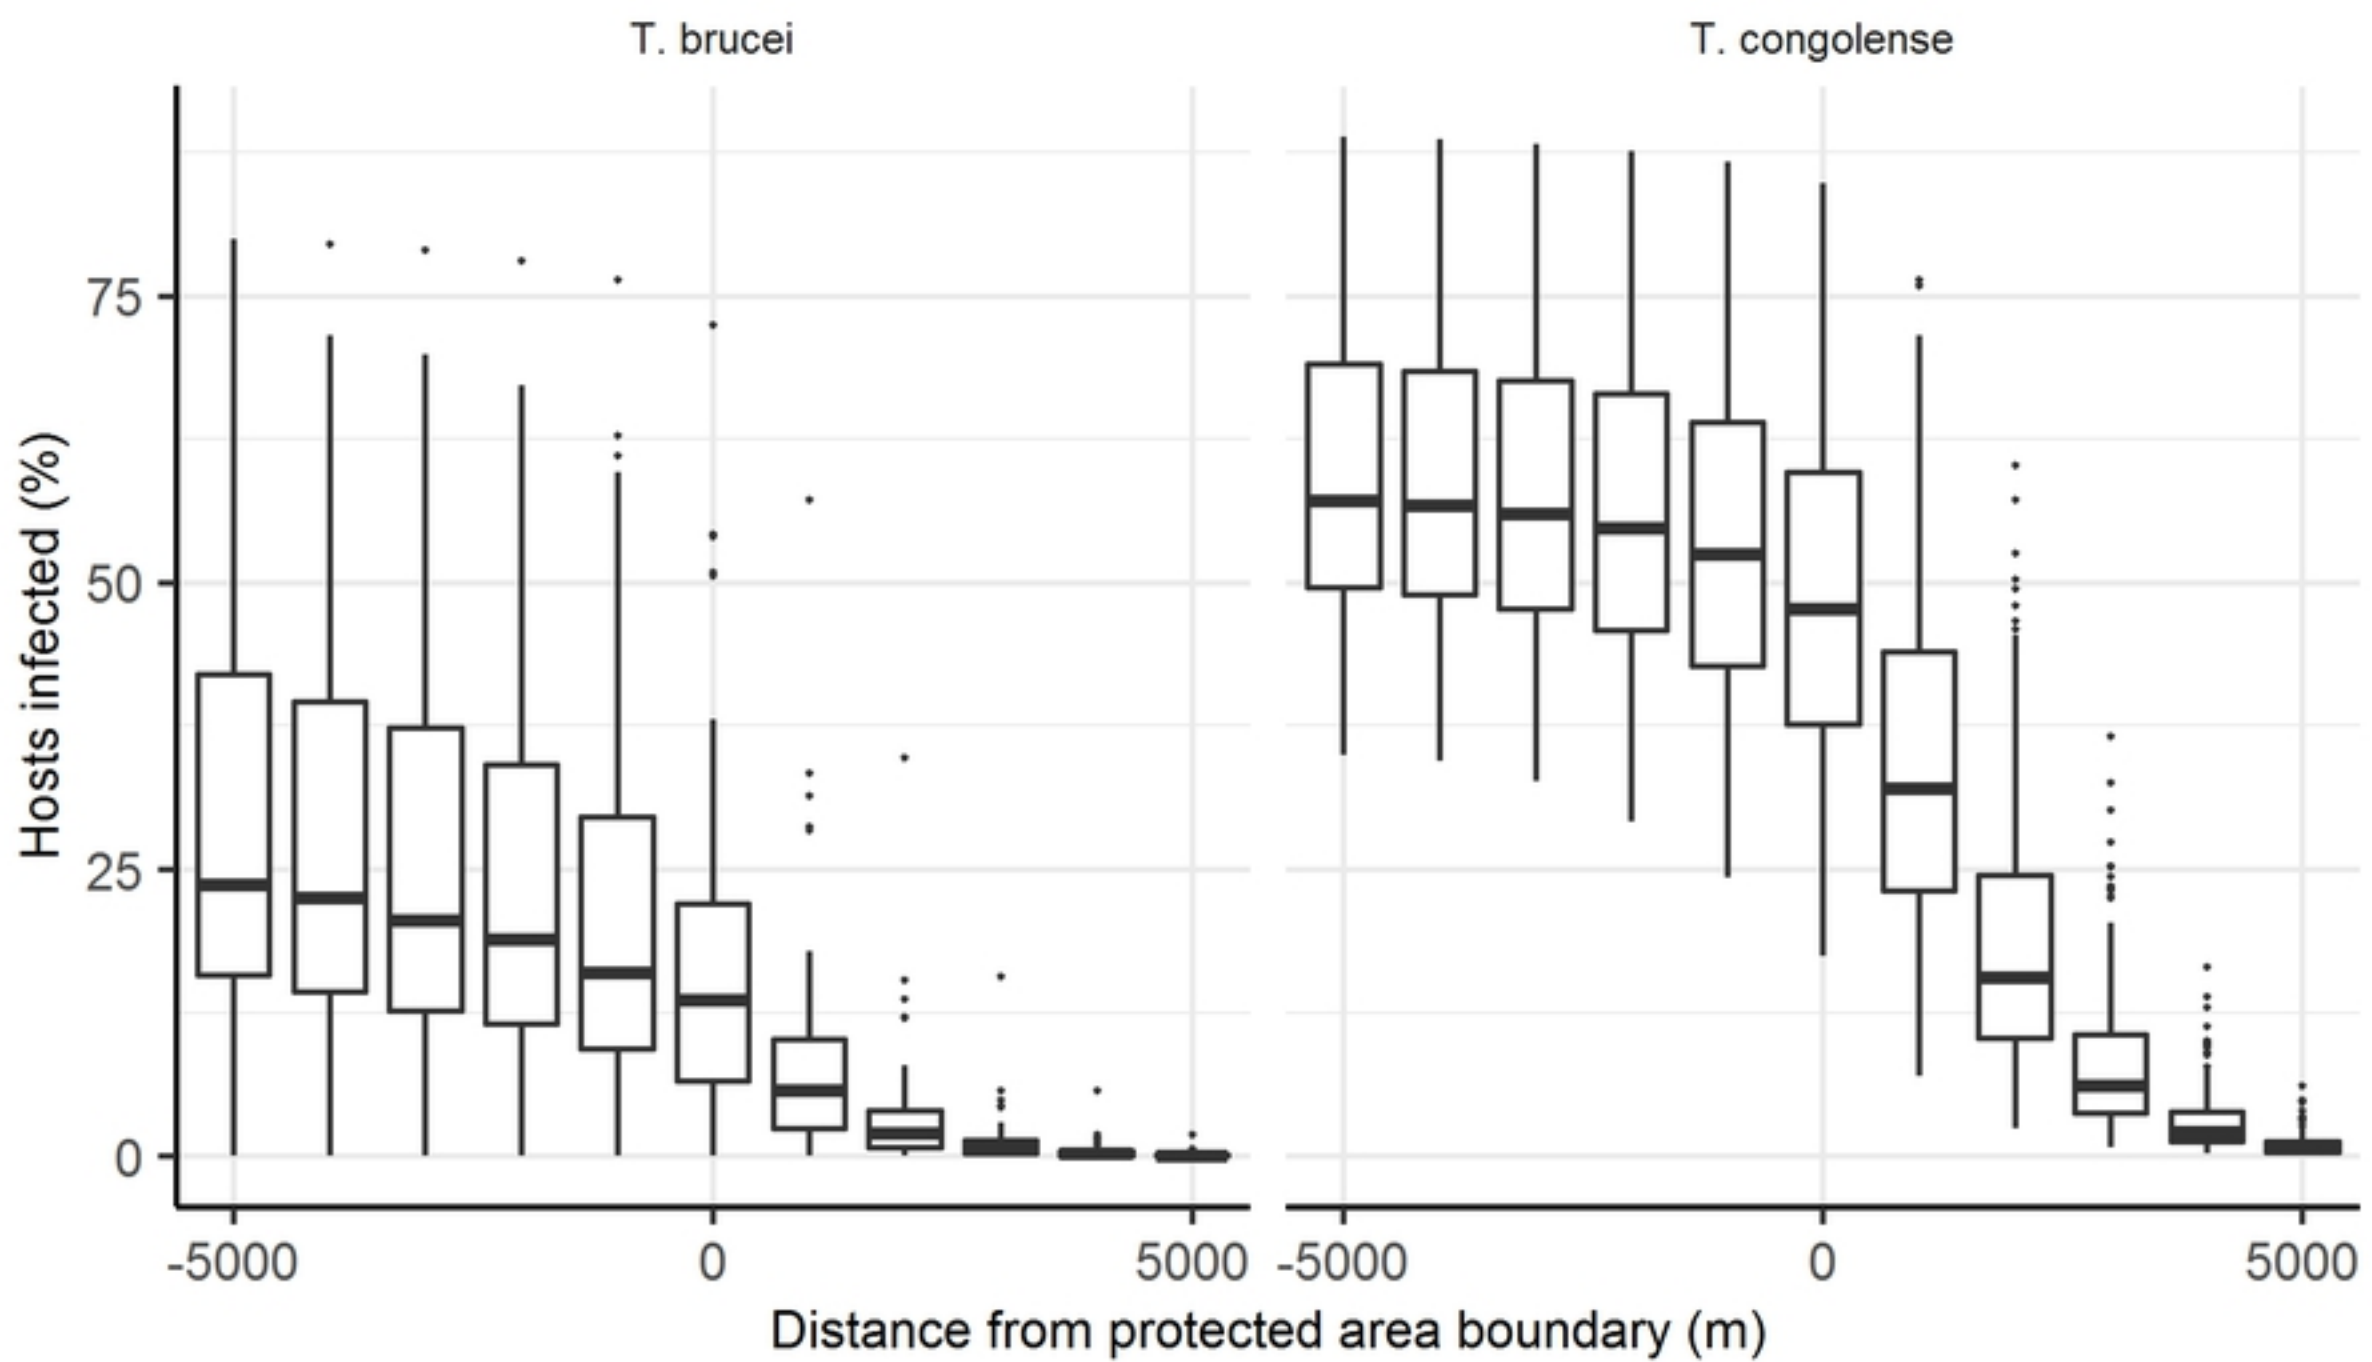 T. brucei
T. congolense
Hosts infected (%)
75
50
25
0
-5000
0
5000
-5000
0
5000
Distance from protected area boundary (m)